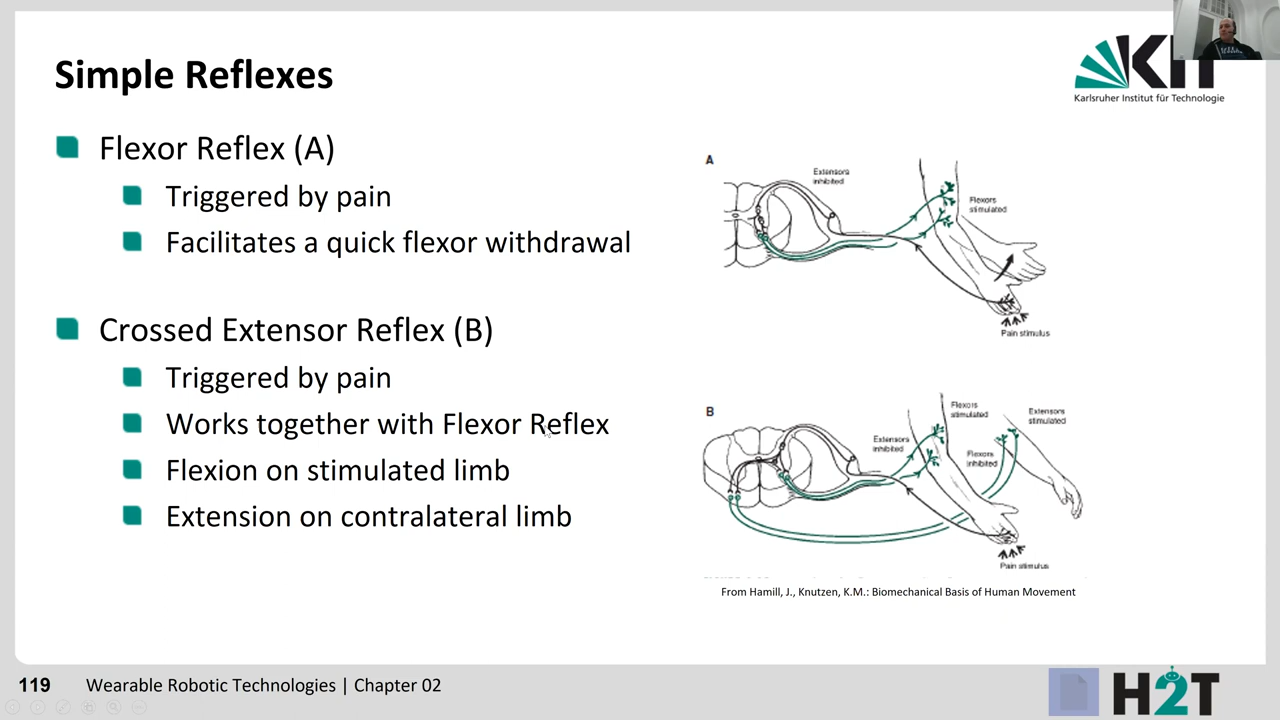 Simple Reflexes
KIT
Karlsruher Institut für Technologie
Flexor Reflex (A)
Triggered by pain
Facilitates a quick flexor withdrawal
Crossed Extensor Reflex (B)
Triggered by pain
Works together with Flexor Reflex
Flexion on stimulated limb
Extension on contralateral limb
A
Extensors
inhibited
Flexors
stimulated
Pain stimulus
B
Flexors
stimulated
Extensors
stimulated
Extensors
inhibited
Flexors
inhibited
Pain stimulus
From Hamill, J., Knutzen, K.M.: Biomechanical Basis of Human Movement
119 Wearable Robotic Technologies | Chapter 02
H2T